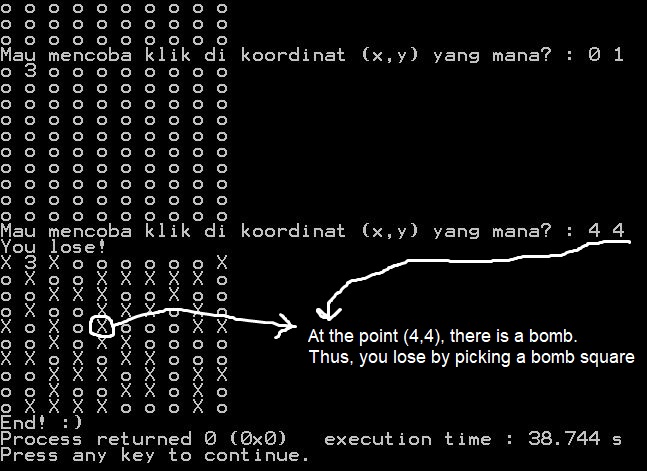 o o o o o o o o o o
o o o o o o o o o o
o o o o o o o o o o
Mau mencoba klik di koordinat (x,y) yang mana? : 0 1
o 3 o o o o o o o o
o o o o o o o o o o
o o o o o o o o o o
o o o o o o o o o o
o o o o o o o o o o
o o o o o o o o o o
o o o o o o o o o o
o o o o o o o o o o
o o o o o o o o o o
o o o o o o o o o o
Mau mencoba klik di koordinat (x,y) yang mana? : 4 4
You lose!
X 3 X o o o o o o X
At the point (4,4), there is a bomb.
Thus, you lose by picking a bomb square
End! :)
Process returned 0 (0x0)   execution time : 38.744 s
Press any key to continue.